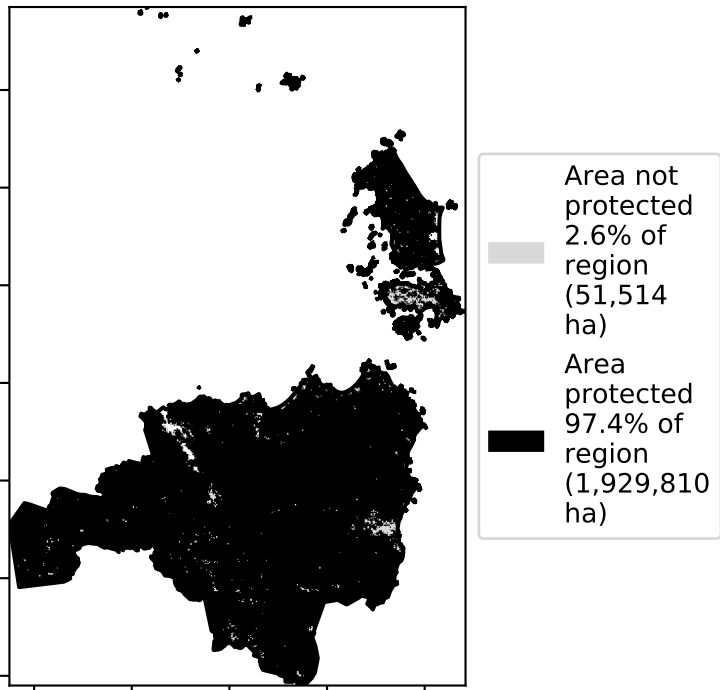 Area not
protected
2.6% of
region
(51,514
ha)
Area
protected
97.4% of
region
(1,929,810
ha)